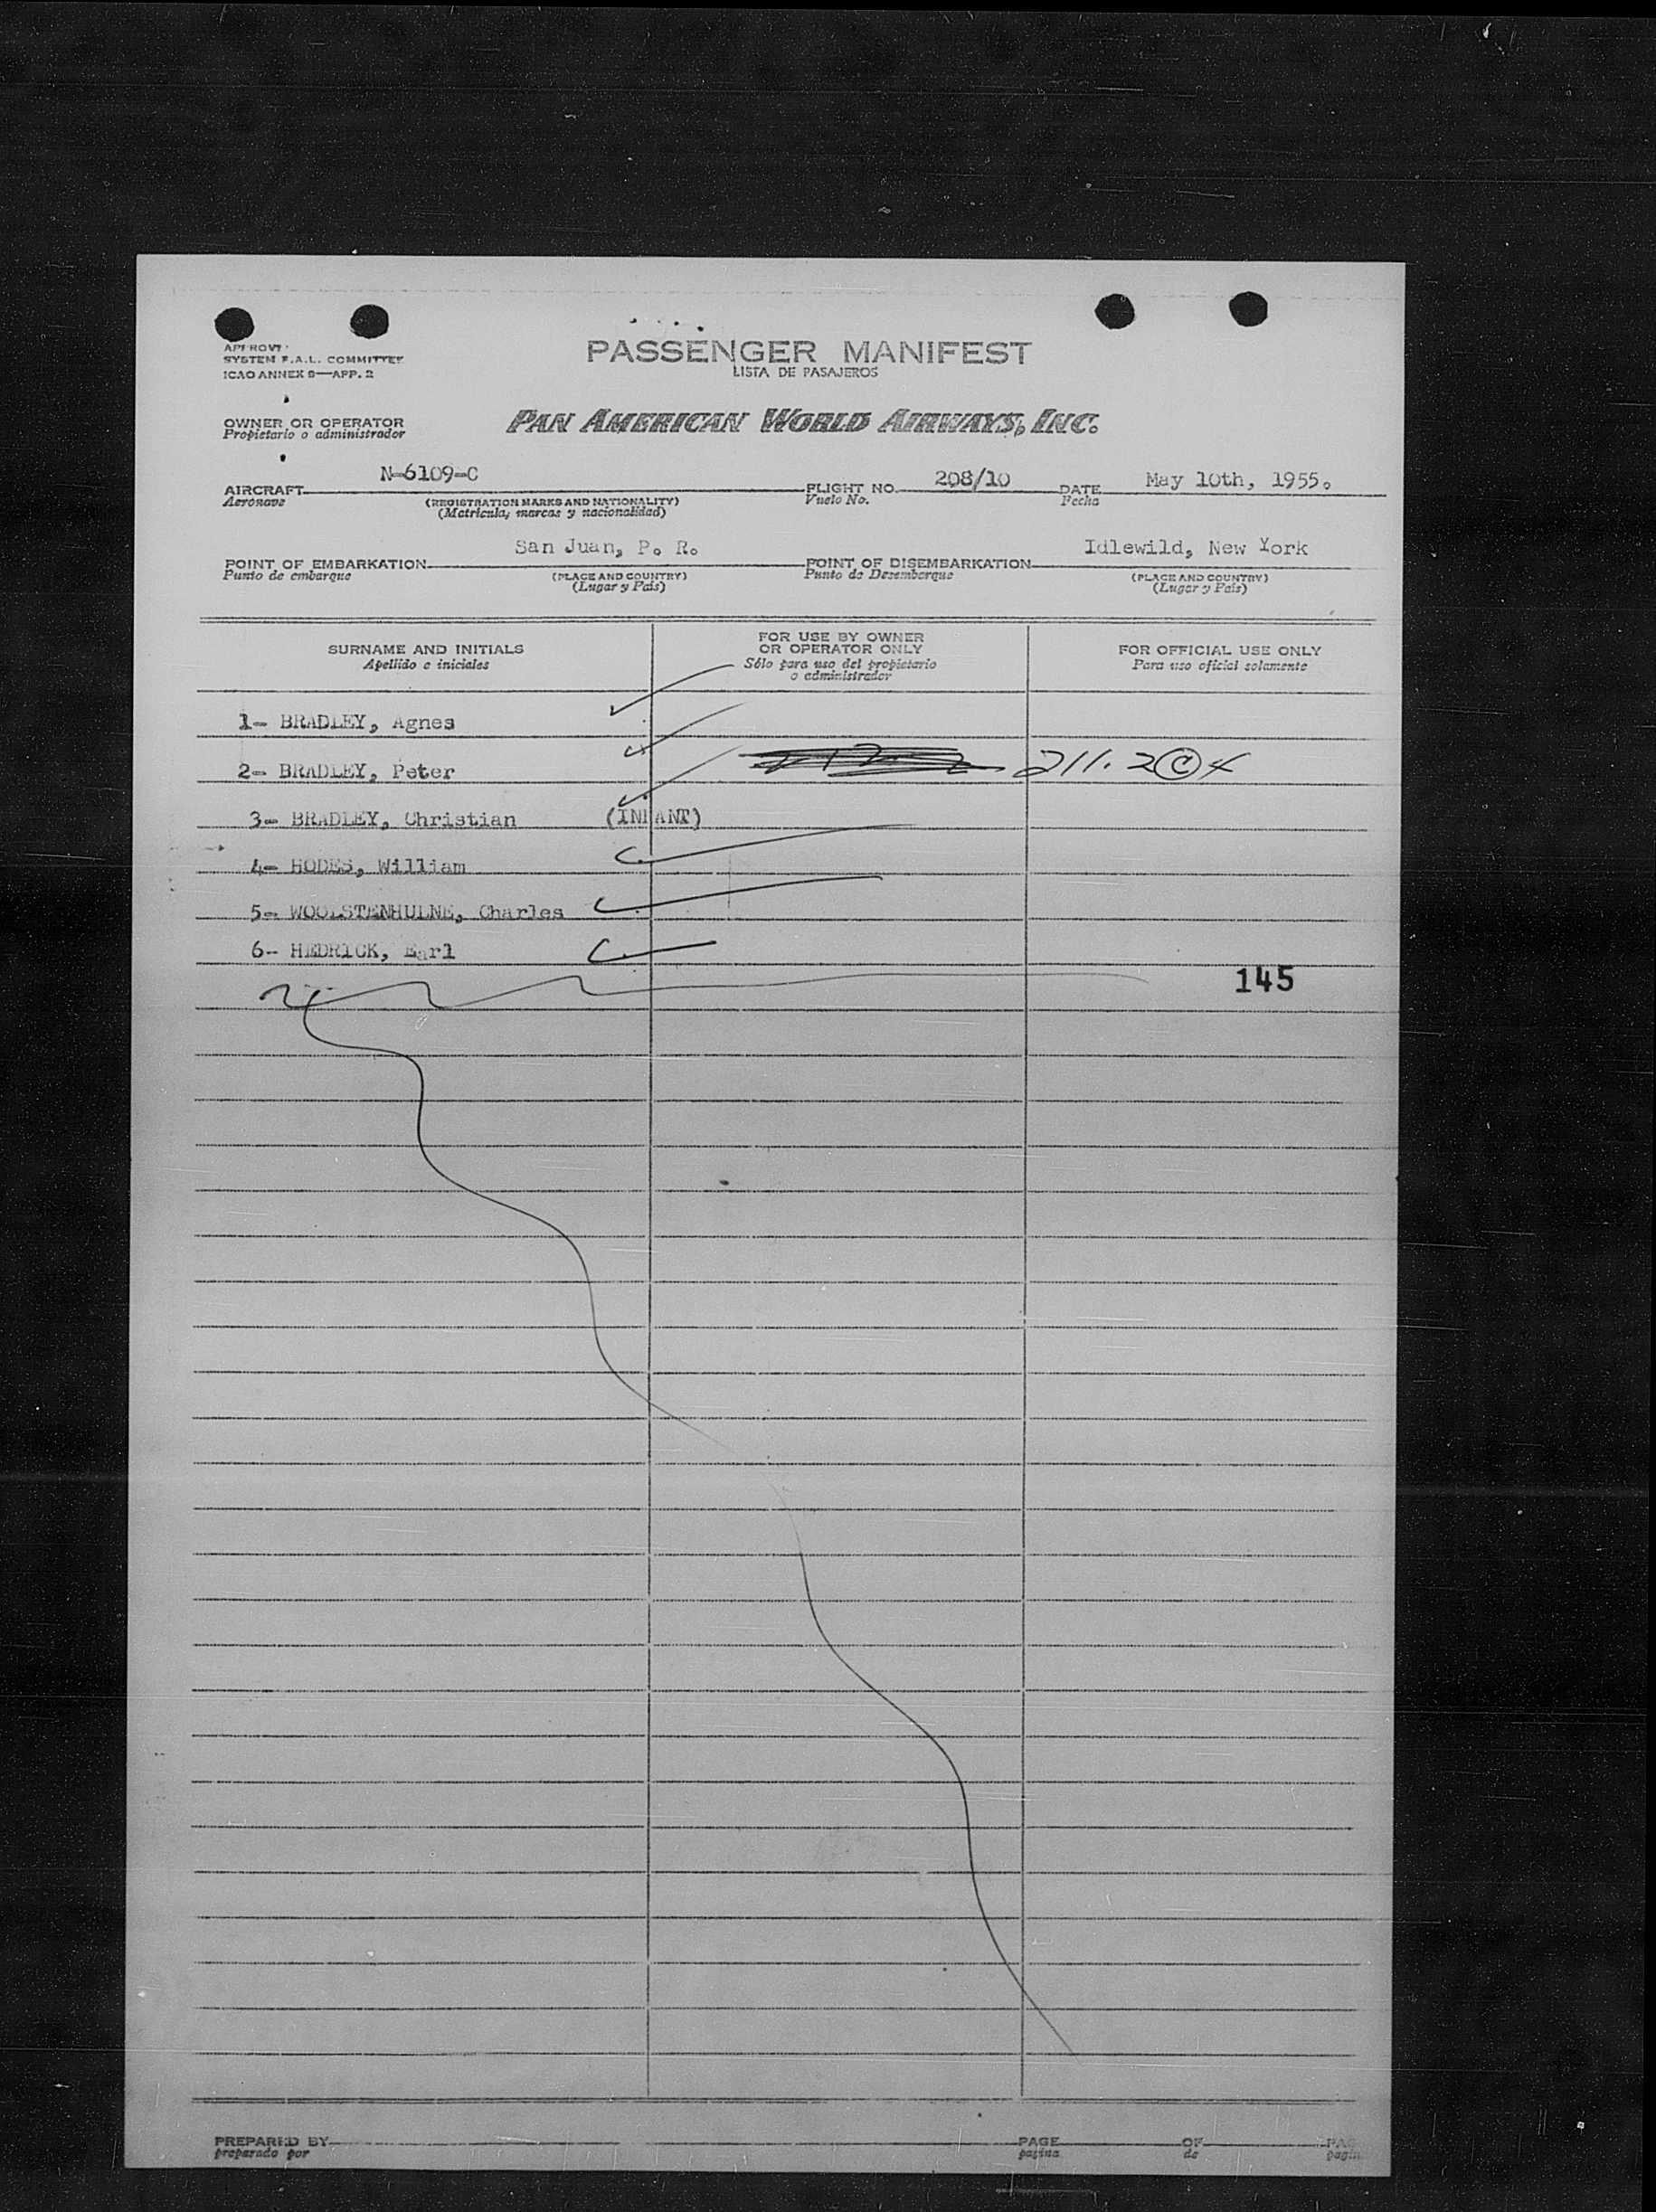 PASSENGER MANIFEST
LISTA DE PASAJEROS
SYSTEM F.A.L. COMMITTEE
ICAO ANNEX 9—APP. 2
OWNER OR OPERATOR
Propietario o administrador
PAN AMERICAN WORLD AIRWAYS, INC.
AIRCRAFT N-6109-C FLIGHT NO. 208/10 DATE May 10th, 1955.
Aeronave (REGISTRATION MARKS AND NATIONALITY) Vuelo No. Fecha
(Matrícula, marcas y nacionalidad)
POINT OF EMBARKATION San Juan, P. R. POINT OF DISEMBARKATION Idlewild, New York
Punto de embarque (PLACE AND COUNTRY) Punto de Desembarque (PLACE AND COUNTRY)
(Lugar y País) (Lugar y País)
SURNAME AND INITIALS
Apellido e iniciales
FOR USE BY OWNER
OR OPERATOR ONLY
Sólo para uso del propietario
o administrador
FOR OFFICIAL USE ONLY
Para uso oficial solamente
1- BRADLEY, Agnes
2- BRADLEY, Peter 211.2 (C) 4
3- BRADLEY, Christian (INFANT)
4- HODES, William
5- WOOLSTENHULNE, Charles
6- HEDRICK, Earl
145
PREPARED BY PAGE OF
preparado por pagina de